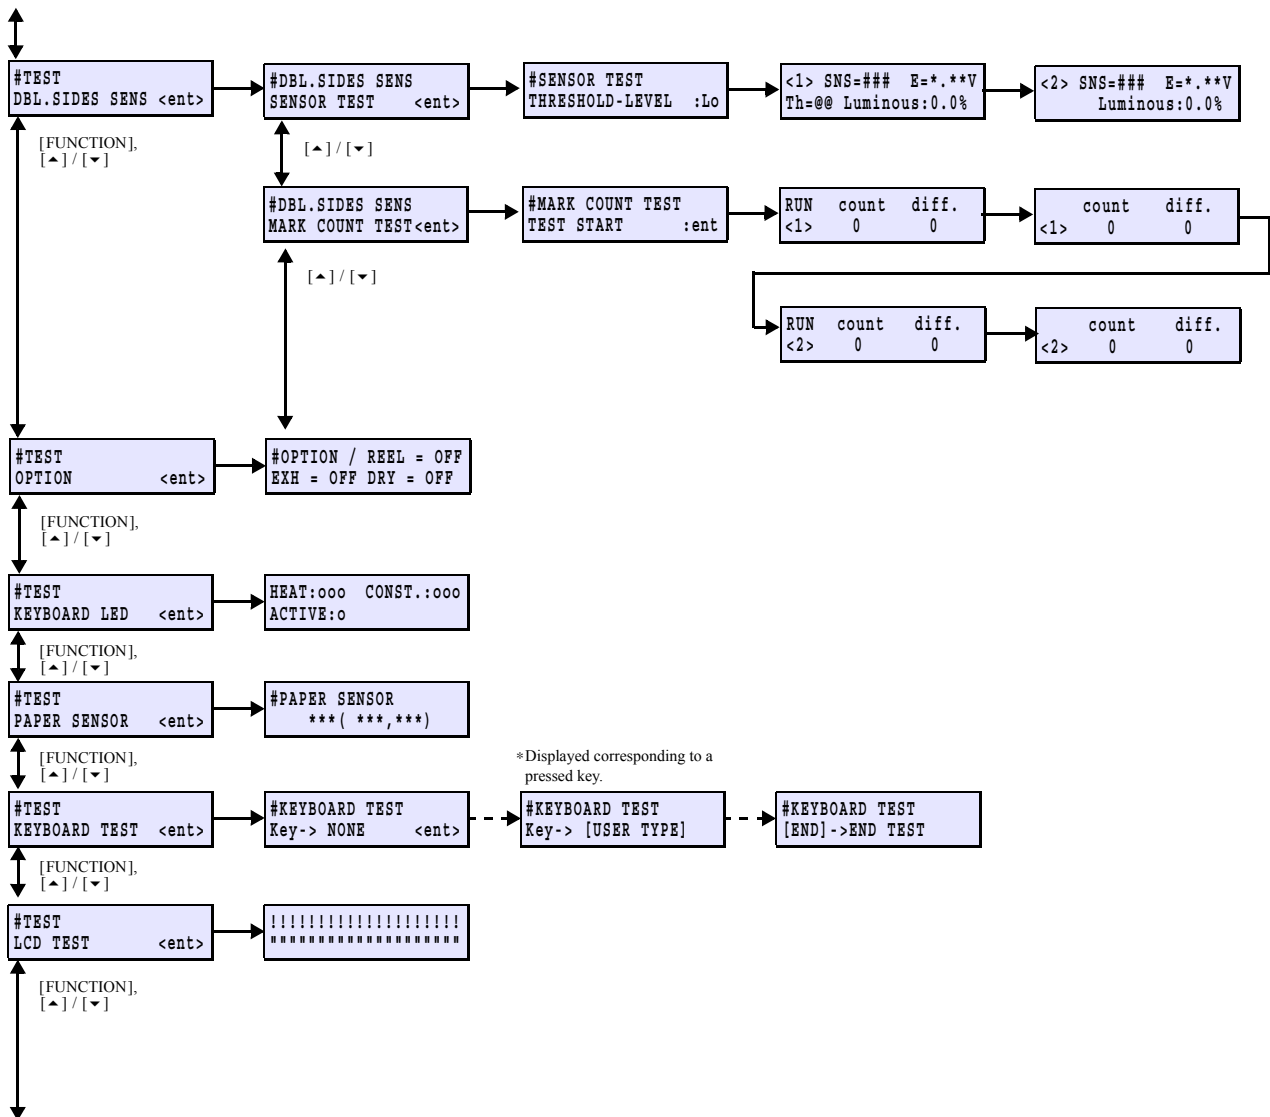 #TEST
DBL.SIDES SENS <ent>
#DBL.SIDES SENS
SENSOR TEST <ent>
#SENSOR TEST
THRESHOLD-LEVEL :Lo
<1> SNS=### E=*.**V
Th=@@ Luminous:0.0%
<2> SNS=### E=*.**V
Luminous:0.0%
[FUNCTION],
[▲] / [▼]
[▲] / [▼]
#DBL.SIDES SENS
MARK COUNT TEST<ent>
#MARK COUNT TEST
TEST START :ent
RUN count diff.
<1> 0 0
count diff.
<1> 0 0
[▲] / [▼]
RUN count diff.
<2> 0 0
count diff.
<2> 0 0
#TEST
OPTION <ent>
#OPTION / REEL = OFF
EXH = OFF DRY = OFF
[FUNCTION],
[▲] / [▼]
#TEST
KEYBOARD LED <ent>
HEAT:ooo CONST.:ooo
ACTIVE:o
[FUNCTION],
[▲] / [▼]
#TEST
PAPER SENSOR <ent>
#PAPER SENSOR
***( ***,***)
[FUNCTION],
[▲] / [▼]
*Displayed corresponding to a
pressed key.
#TEST
KEYBOARD TEST <ent>
#KEYBOARD TEST
Key-> NONE <ent>
#KEYBOARD TEST
Key-> [USER TYPE]
#KEYBOARD TEST
[END]->END TEST
[FUNCTION],
[▲] / [▼]
#TEST
LCD TEST <ent>
!!!!!!!!!!!!!!!!!!!!
""""""""""""""""""""
[FUNCTION],
[▲] / [▼]